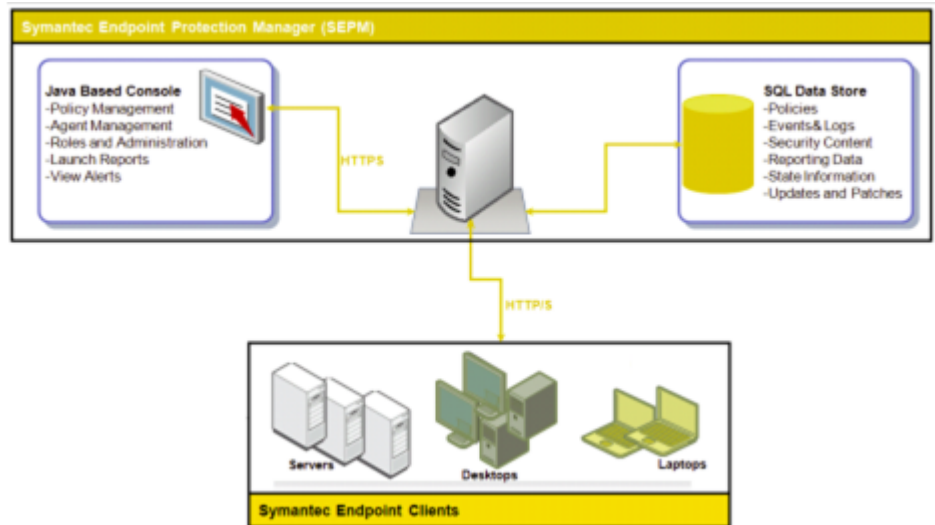 Symantec Endpoint Protection Manager (SEPM)
Java Based Console
-Policy Management
-Agent Management
-Roles and Administration
-Launch Reports
-View Alerts
HTTPS
SQL Data Store
-Policies
-Events& Logs
-Security Content
-Reporting Data
-State Information
-Updates and Patches
HTTP/S
Servers
Desktops
Laptops
Symantec Endpoint Clients